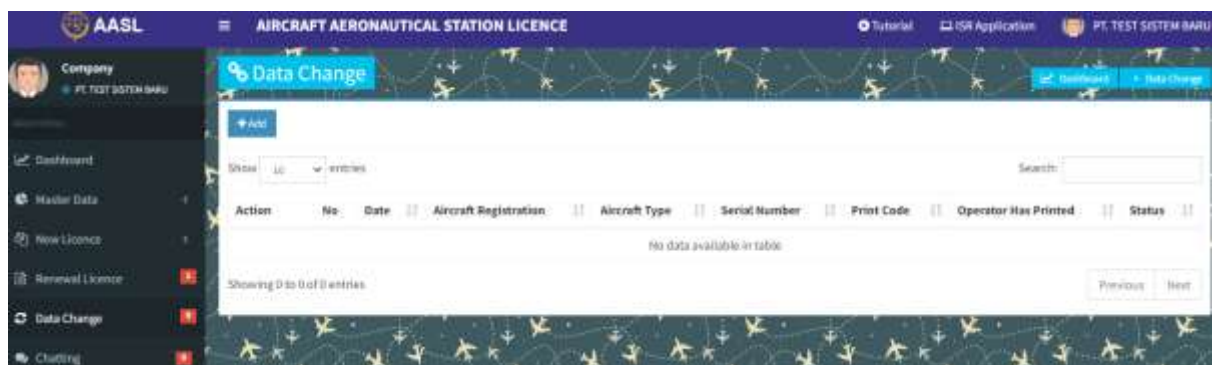 AASL
AIRCRAFT AERONAUTICAL STATION LICENCE
Tutorial
ISR Application
PT. TEST SISTEM BARU
Company
PT. TEST SISTEM BARU
Data Change
Dashboard
Data Change
Add
Dashboard
Show 10 entries
Search:
Master Data
Action No Date Aircraft Registration Aircraft Type Serial Number Print Code Operator Has Printed Status
New Licence
No data available in table
Renewal Licence
Showing 0 to 0 of 0 entries
Previous Next
Data Change
Chatting